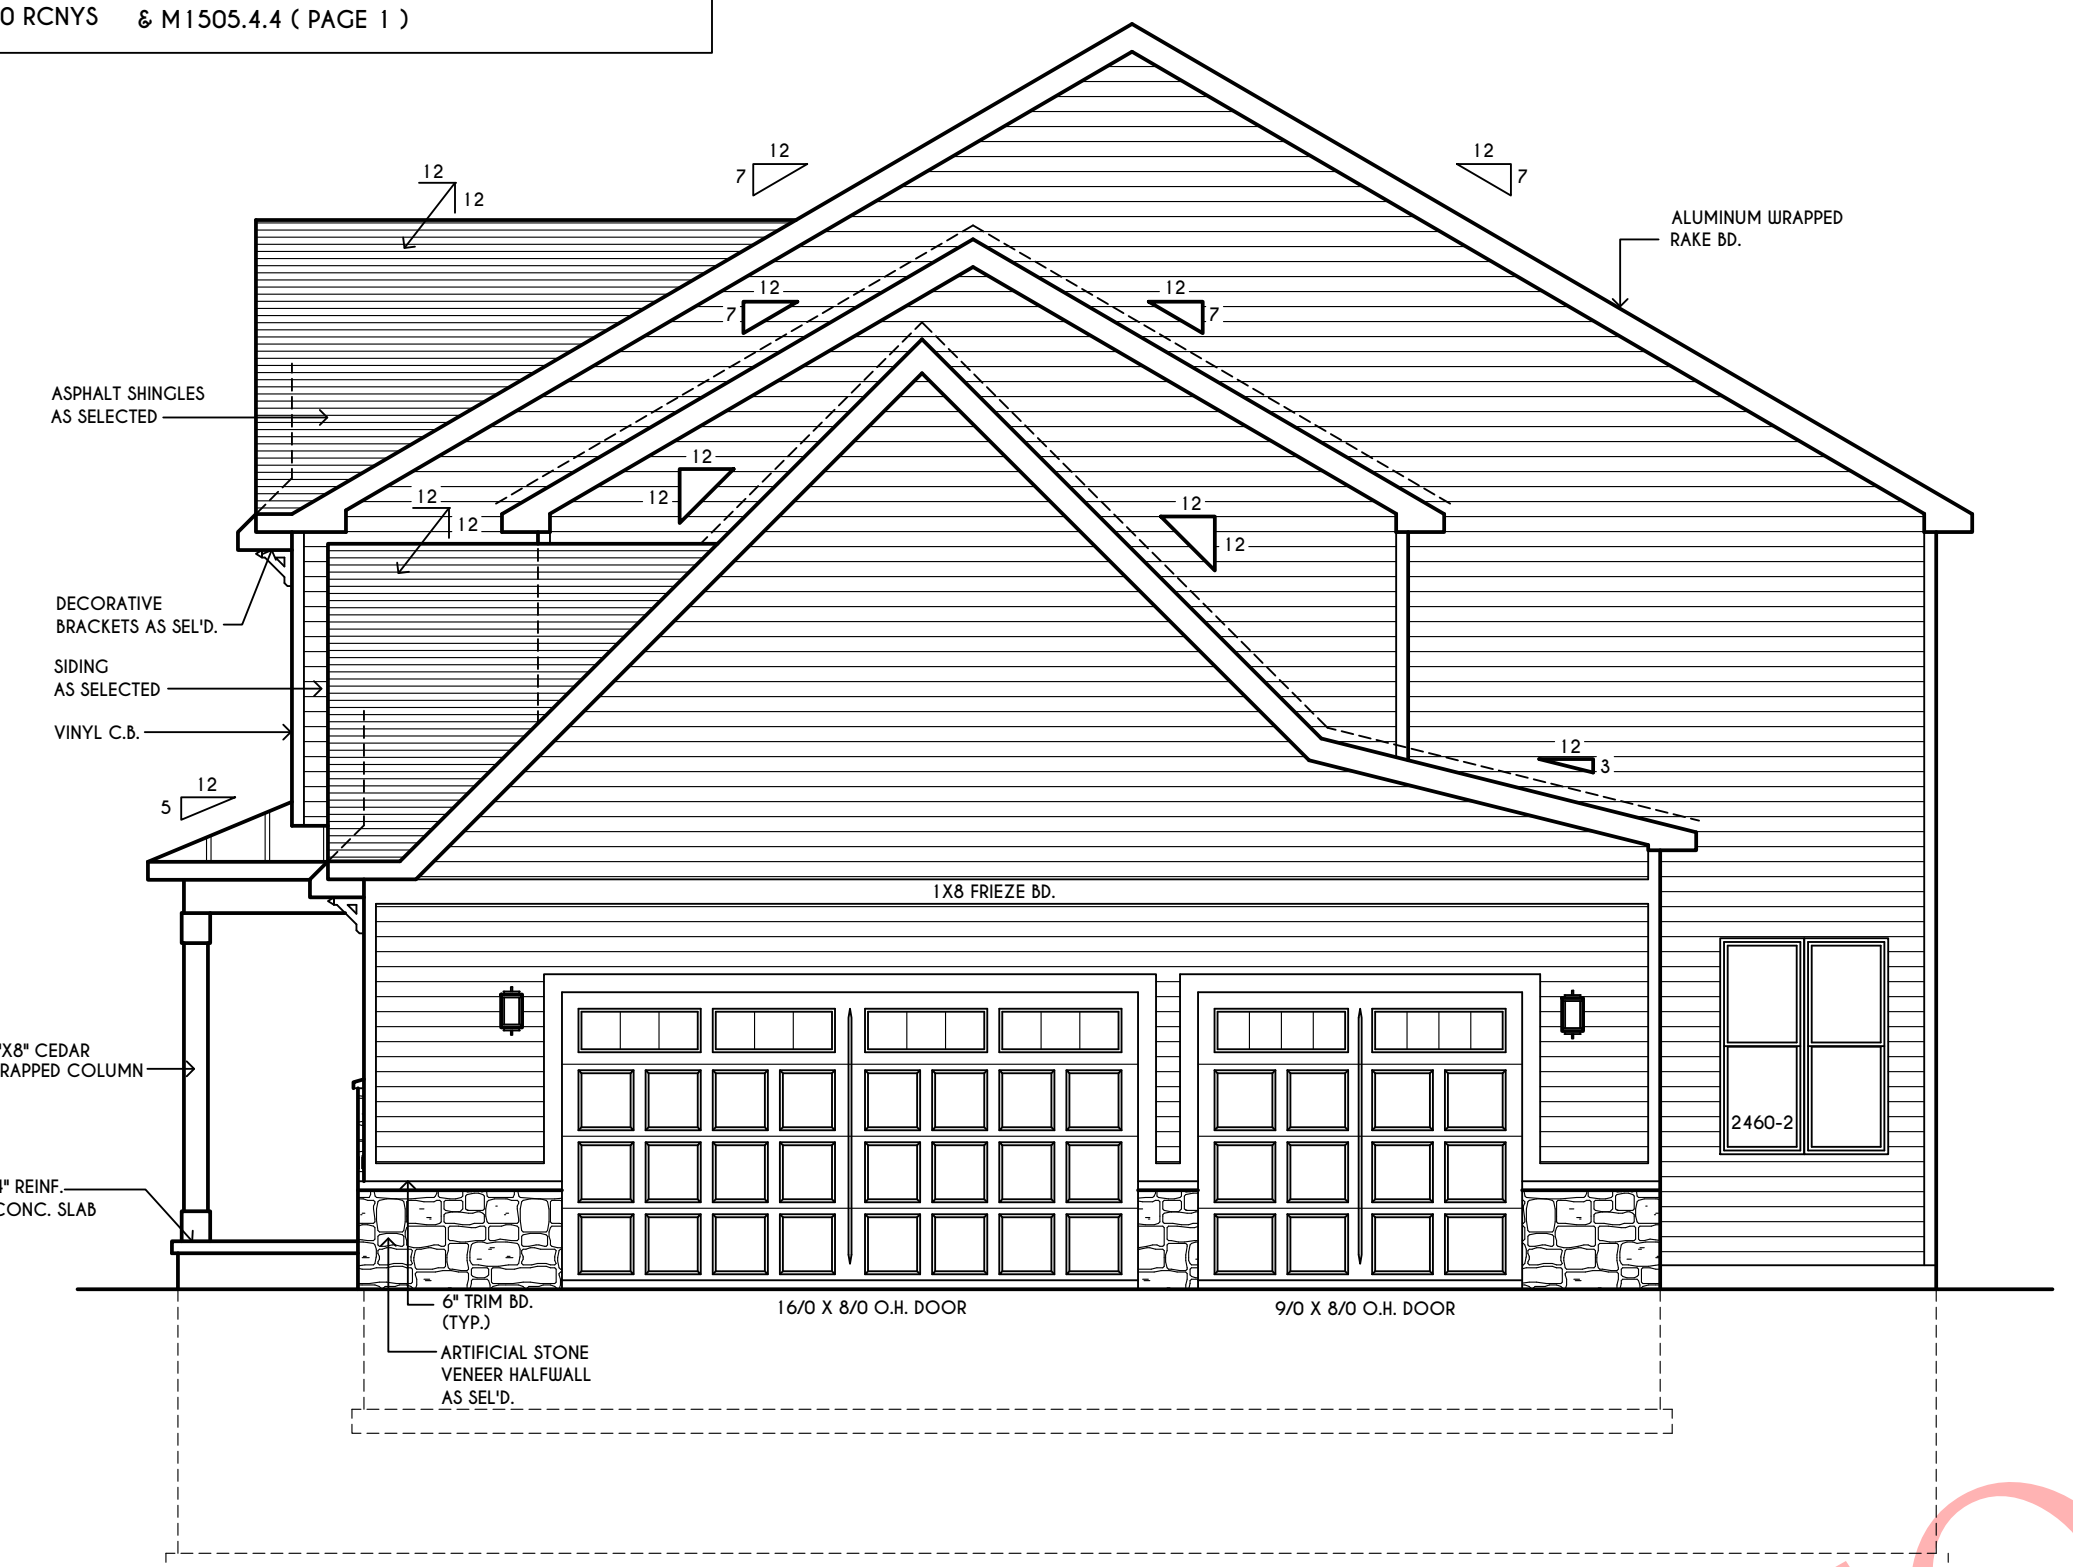 0 RCNYS & M1505.4.4 ( PAGE 1 )
12
7
12
7
12
12
ALUMINUM WRAPPED
RAKE BD.
12
7
12
7
ASPHALT SHINGLES
AS SELECTED
12
12
12
12
12
12
DECORATIVE
BRACKETS AS SEL'D.
SIDING
AS SELECTED
VINYL C.B.
12
3
12
5
1X8 FRIEZE BD.
"X8" CEDAR
RAPPED COLUMN
2460-2
4" REINF.
CONC. SLAB
6" TRIM BD.
(TYP.)
16/0 X 8/0 O.H. DOOR
9/0 X 8/0 O.H. DOOR
ARTIFICIAL STONE
VENEER HALFWALL
AS SEL'D.